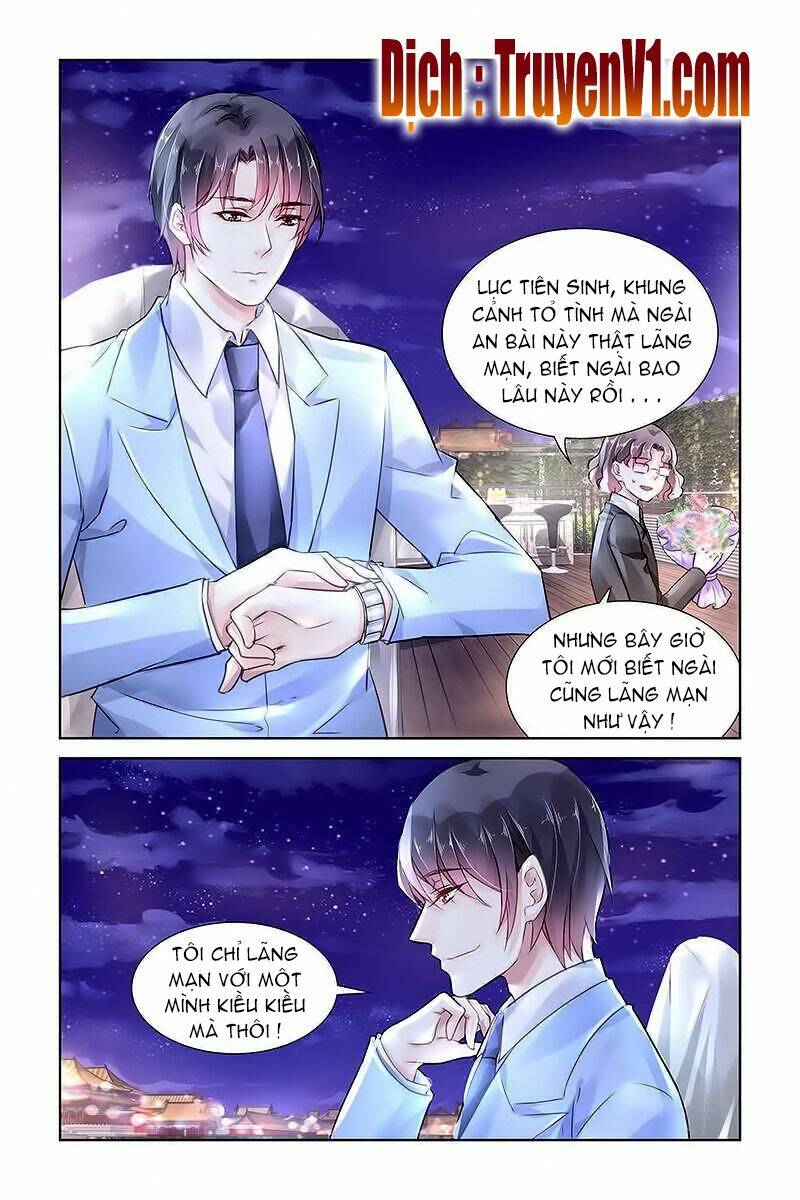 Dịch : TruyenV1.com
LỤC TIÊN SINH, KHUNG
CẢNH TỎ TÌNH MÀ NGÀI
AN BÀI NÀY THẬT LÃNG
MẠN, BIẾT NGÀI BAO
LÂU NÀY RỒI . . .
NHƯNG BÂY GIỜ
TÔI MỚI BIẾT NGÀI
CŨNG LÃNG MẠN
NHƯ VẬY !
TÔI CHỈ LÃNG
MẠN VỚI MỘT
MÌNH KIỀU KIỀU
MÀ THÔI !